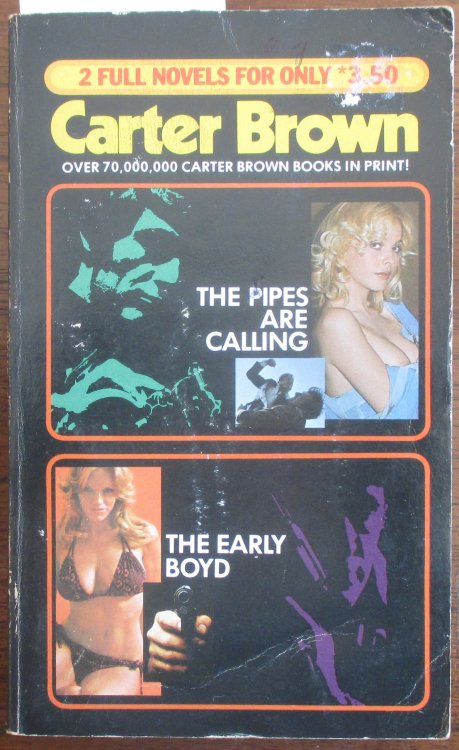 2 FULL NOVELS FOR ONLY *3.50
Carter Brown
OVER 70,000,000 CARTER BROWN BOOKS IN PRINT!
THE PIPES
ARE
CALLING
THE EARLY
BOYD